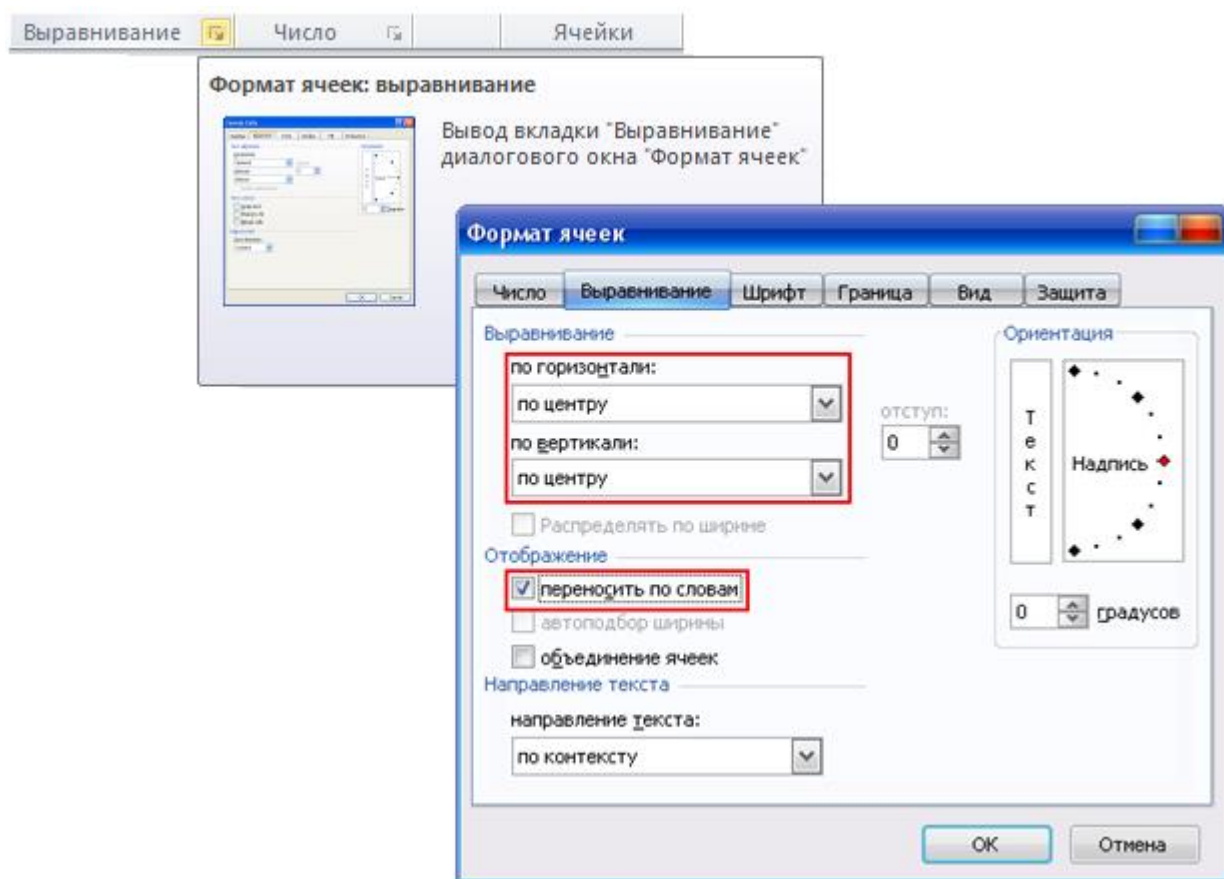 Выравнивание Число Ячейки
Формат ячеек: выравнивание
Вывод вкладки "Выравнивание"
диалогового окна "Формат ячеек"
Формат ячеек
Число Выравнивание Шрифт Граница Вид Защита
Выравнивание
по горизонтали:
по центру
отступ:
0
по вертикали:
по центру
Распределять по ширине
Отображение
переносить по словам
автоподбор ширины
объединение ячеек
Направление текста
направление текста:
по контексту
Ориентация
Текст
Надпись
0 градусов
ОК Отмена